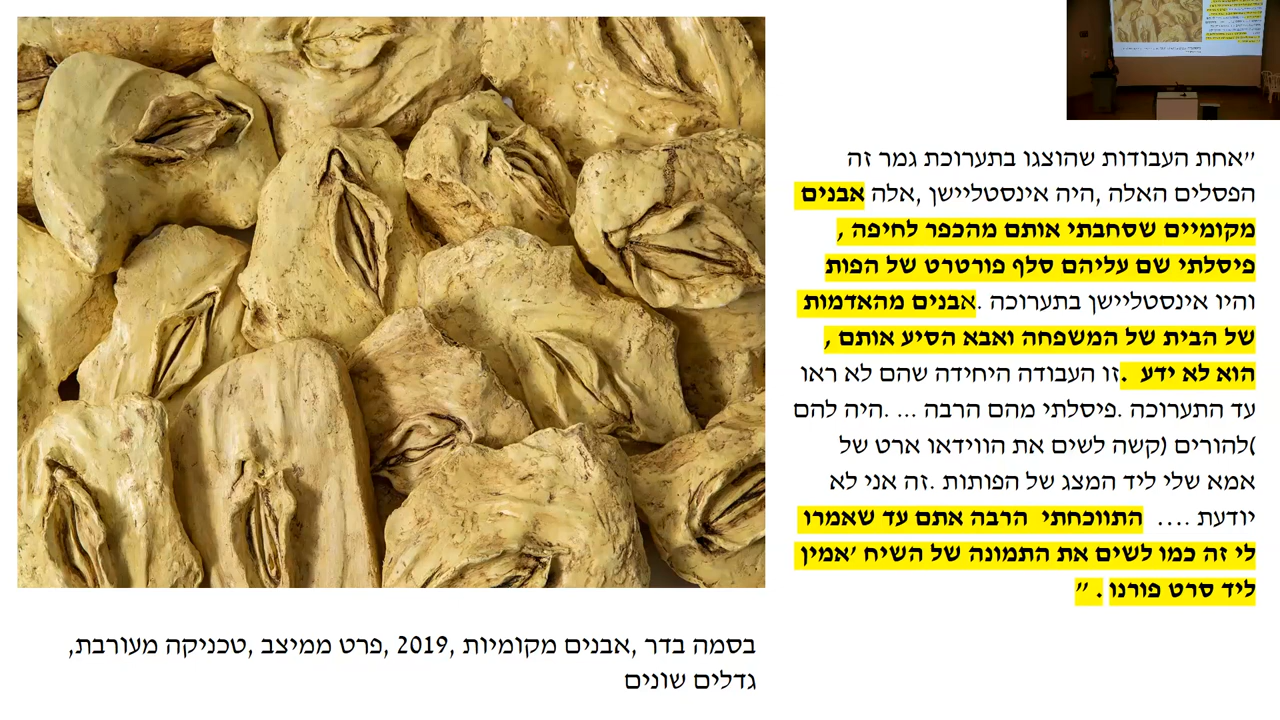 ״אחת העבודות שהוצגו בתערוכת גמר זה
הפסלים האלה ,היה אינסטליישן ,אלה אבנים
מקומיים שסחבתי אותם מהכפר לחיפה ,
פיסלתי שם עליהם סלף פורטרט של הפות
והיו אינסטליישן בתערוכה .אבנים מהאדמות
של הבית של המשפחה ואבא הסיע אותם ,
הוא לא ידע .זו העבודה היחידה שהם לא ראו
עד התערוכה .פיסלתי מהם הרבה ... .היה להם
)להורים (קשה לשים את הווידאו ארט של
אמא שלי ליד המצג של הפותות .זה אני לא
יודעת .... התווכחתי הרבה אתם עד שאמרו
לי זה כמו לשים את התמונה של השיח 'אמין
ליד סרט פורנו . ״
בסמה בדר ,אבנים מקומיות ,2019 ,פרט ממיצב ,טכניקה מעורבת,
גדלים שונים